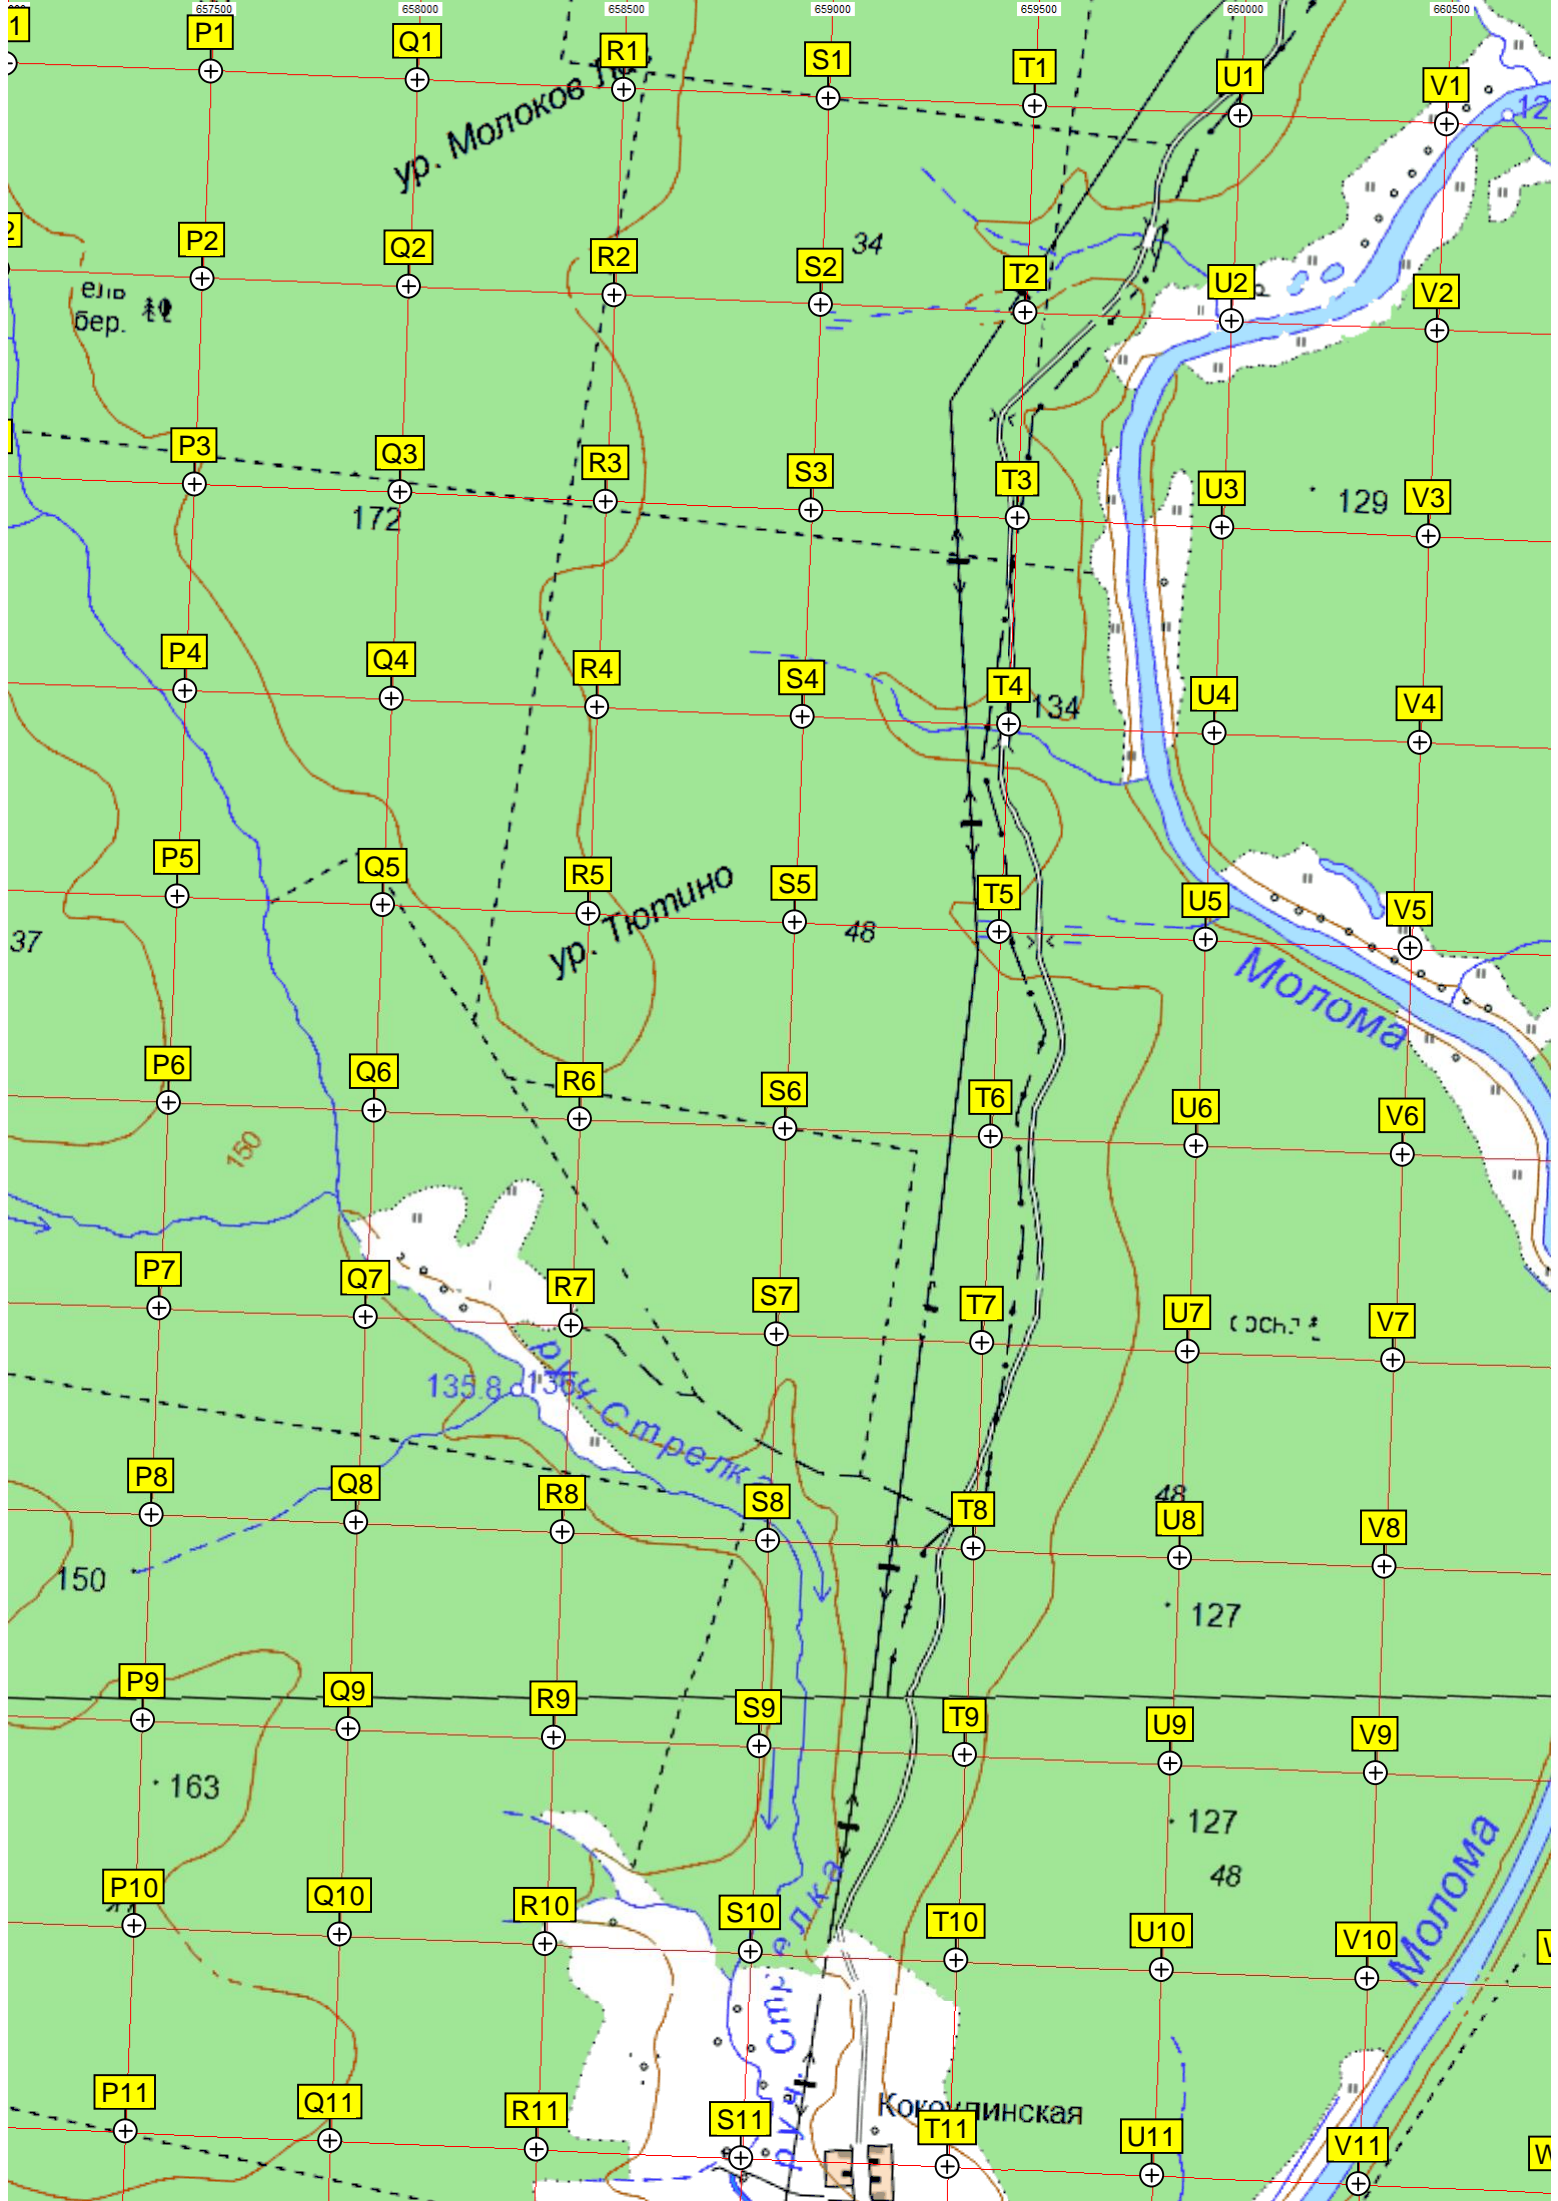 657500 658000 658500 659000 659500 660000 660500
P1 Q1 R1 S1 T1 U1 V1
ур. Молоков
P2 Q2 R2 S2 T2 U2 V2
34
бер.
P3 Q3 R3 S3 T3 U3 V3
172
129
P4 Q4 R4 S4 T4 U4 V4
134
P5 Q5 R5 S5 T5 U5 V5
ур. Тютино
37
48
Молома
P6 Q6 R6 S6 T6 U6 V6
150
P7 Q7 R7 S7 T7 U7 V7
135.8
136
руч. Стрелка
P8 Q8 R8 S8 T8 U8 V8
48
150
127
P9 Q9 R9 S9 T9 U9 V9
163
127
48
Молома
P10 Q10 R10 S10 T10 U10 V10
P11 Q11 R11 S11 T11 U11 V11